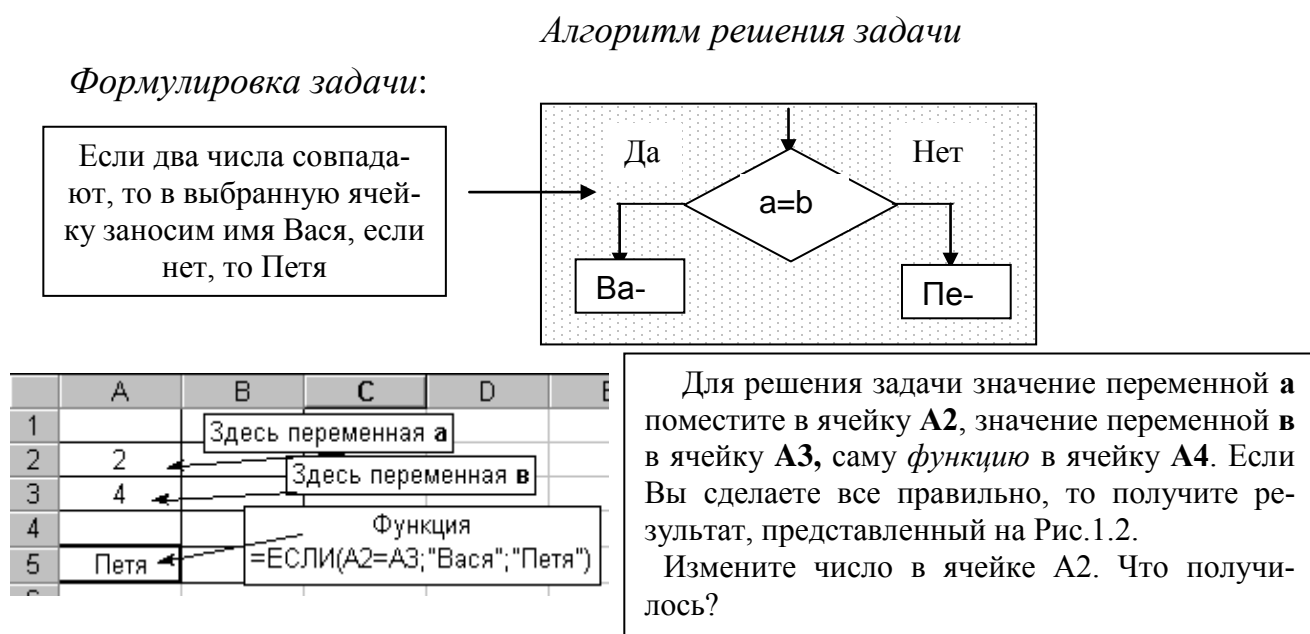 Алгоритм решения задачи
Формулировка задачи:
Если два числа совпада-
ют, то в выбранную ячей-
ку заносим имя Вася, если
нет, то Петя
Да
Нет
a=b
Ва-
Пе-
A B C D E
1
Здесь переменная а
2 2
Здесь переменная в
3 4
4
Функция
5 Петя
=ЕСЛИ(A2=A3;"Вася";"Петя")
Для решения задачи значение переменной а
поместите в ячейку А2, значение переменной в
в ячейку А3, саму функцию в ячейку А4. Если
Вы сделаете все правильно, то получите ре-
зультат, представленный на Рис.1.2.
Измените число в ячейке А2. Что получи-
лось?